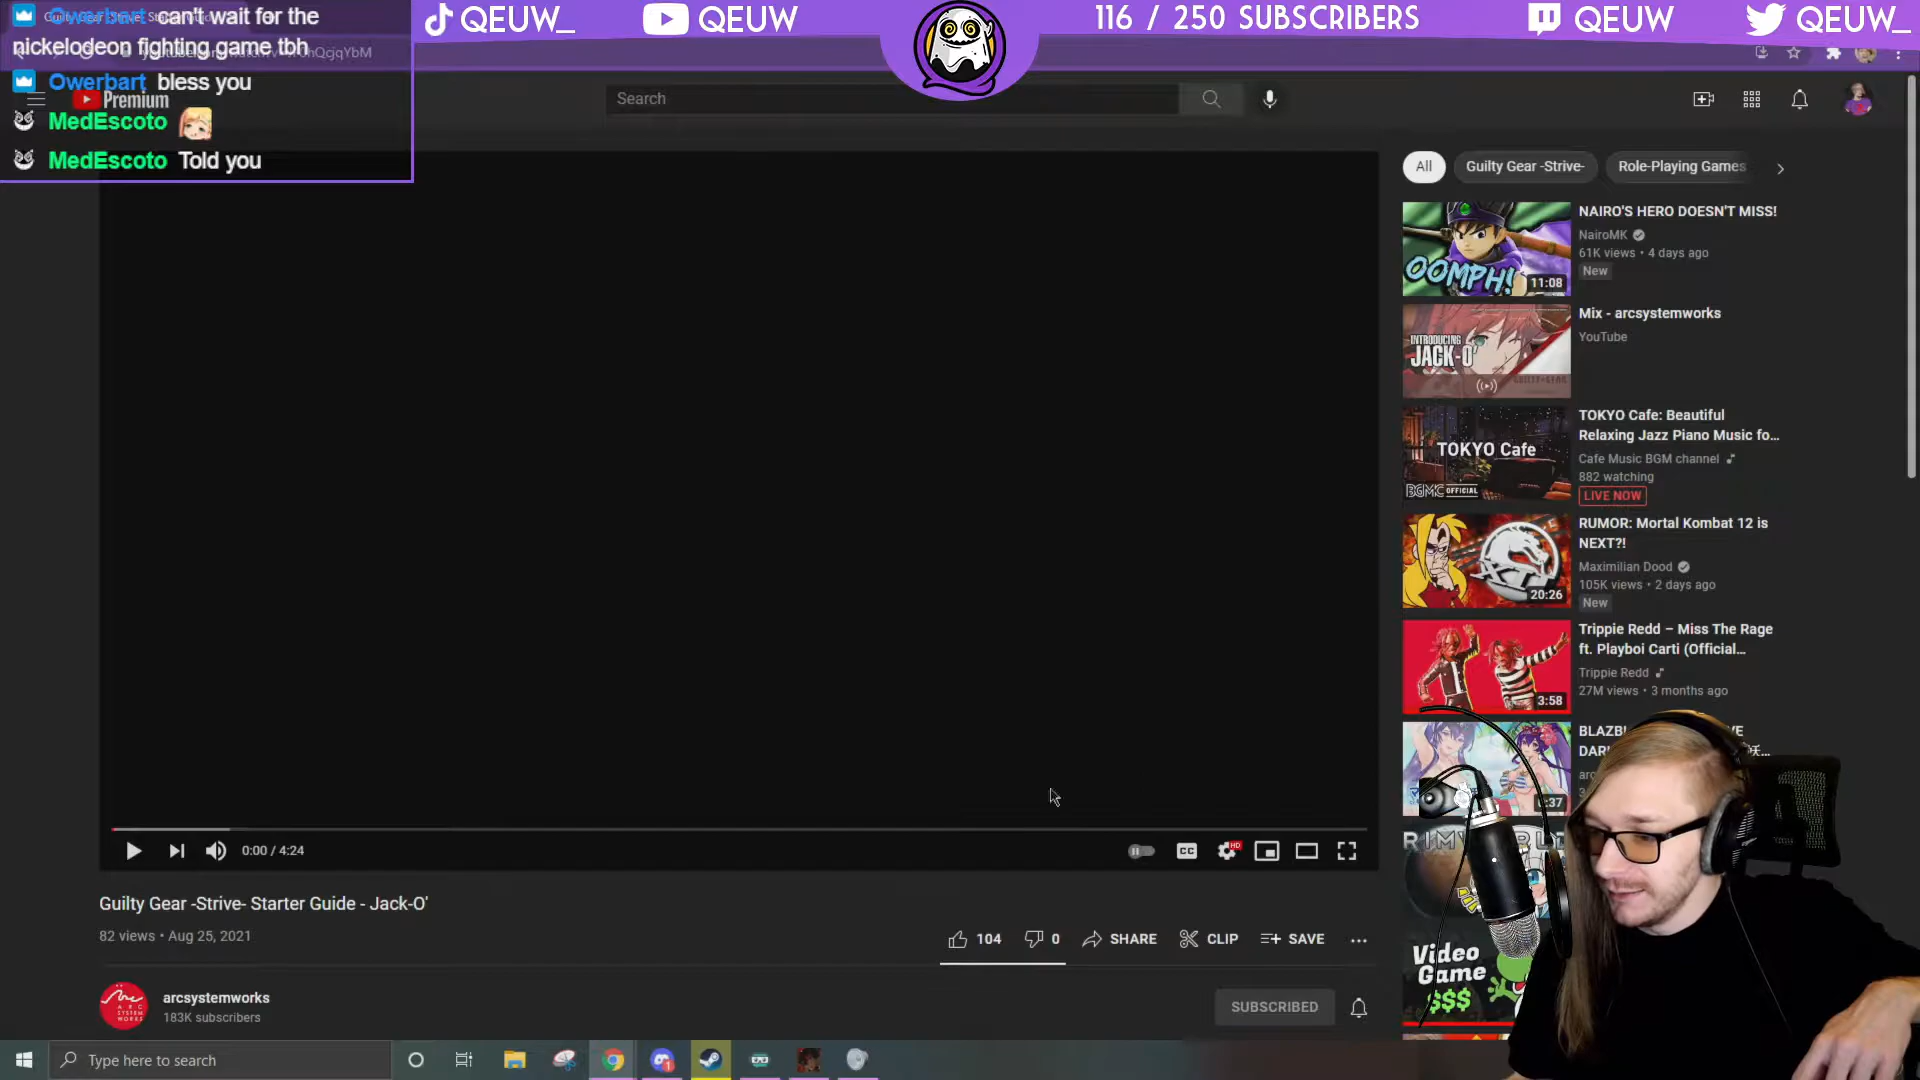 Owerbart can't wait for the
nickelodeon fighting game tbh
Owerbart bless you
MedEscoto
MedEscoto Told you
QEUW_
QEUW
116 / 250 SUBSCRIBERS
QEUW
QEUW_
Premium
Search
All
Guilty Gear -Strive-
Role-Playing Games
OOMPH!
11:08
NAIRO'S HERO DOESN'T MISS!
NairoMK
61K views • 4 days ago
New
INTRODUCING
JACK-O'
Mix - arcsystemworks
YouTube
TOKYO Cafe
BGMC OFFICIAL
TOKYO Cafe: Beautiful
Relaxing Jazz Piano Music fo...
Cafe Music BGM channel
882 watching
LIVE NOW
20:26
RUMOR: Mortal Kombat 12 is
NEXT?!
Maximilian Dood
105K views • 2 days ago
New
3:58
Trippie Redd – Miss The Rage
ft. Playboi Carti (Official...
Trippie Redd
27M views • 3 months ago
Video
Game
$$$
0:00 / 4:24
CC
HD
Guilty Gear -Strive- Starter Guide - Jack-O'
82 views • Aug 25, 2021
104
0
SHARE
CLIP
SAVE
arcsystemworks
183K subscribers
SUBSCRIBED
Type here to search